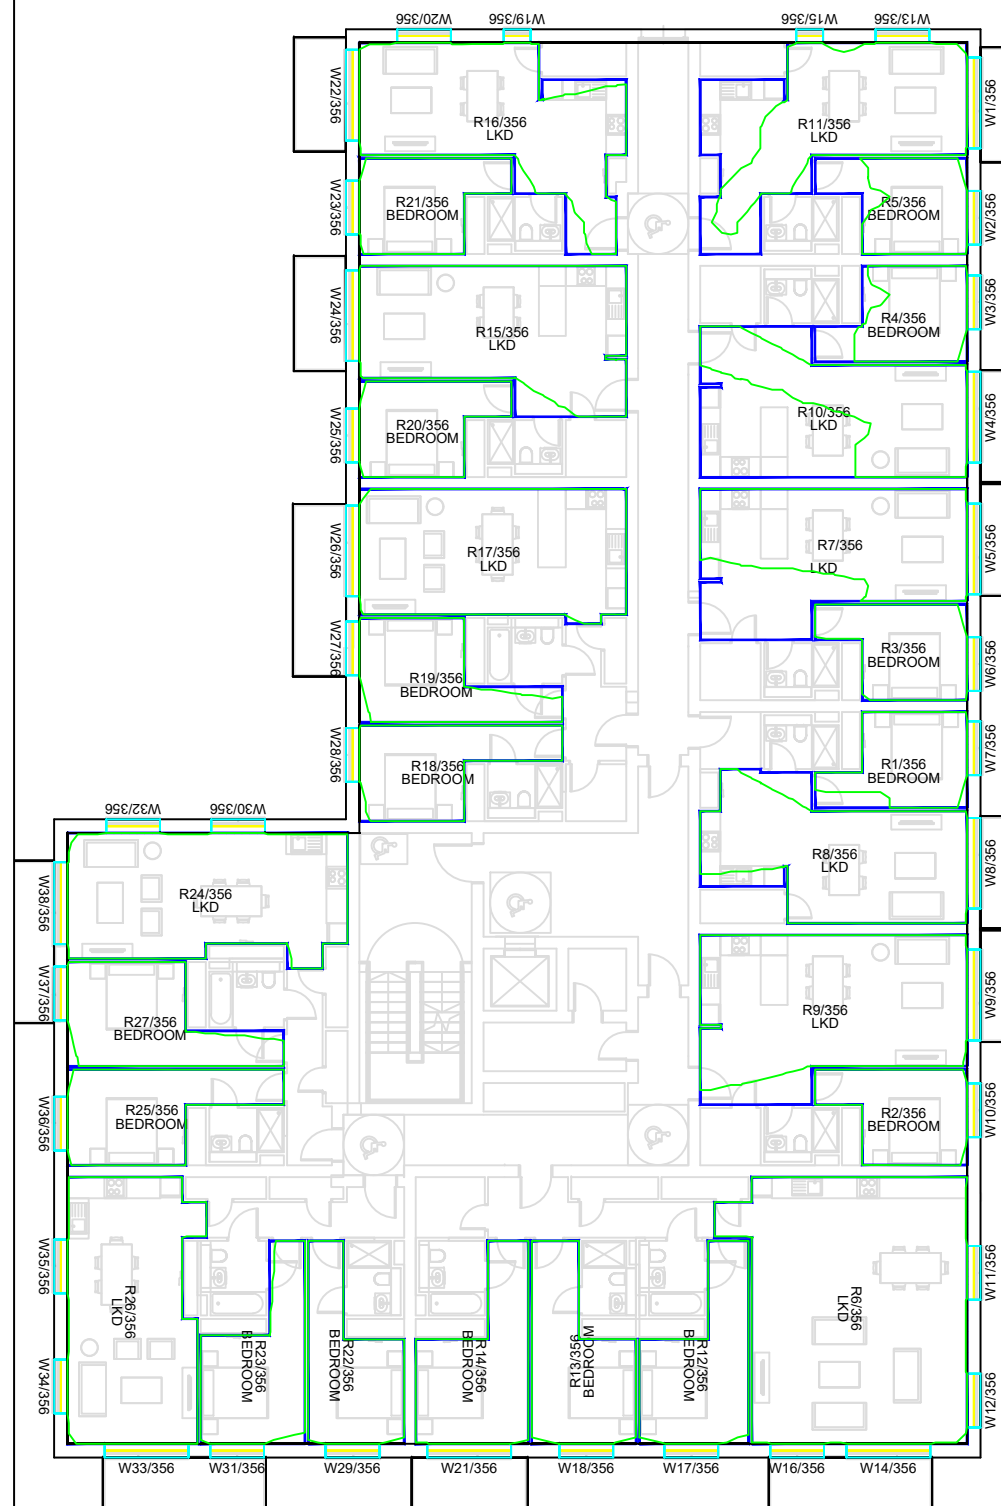 W20/356
W19/356
W15/356
W13/356
W22/356
W1/356
R16/356
LKD
R11/356
LKD
W23/356
R21/356
BEDROOM
R5/356
BEDROOM
W2/356
W24/356
R15/356
LKD
R4/356
BEDROOM
W3/356
W25/356
R20/356
BEDROOM
R10/356
LKD
W4/356
W26/356
R17/356
LKD
R7/356
LKD
W5/356
W27/356
R19/356
BEDROOM
R3/356
BEDROOM
W6/356
W28/356
R18/356
BEDROOM
R1/356
BEDROOM
W7/356
W32/356
W30/356
W38/356
R24/356
LKD
R8/356
LKD
W8/356
W37/356
R27/356
BEDROOM
R9/356
LKD
W9/356
W36/356
R25/356
BEDROOM
R2/356
BEDROOM
W10/356
W35/356
R26/356
LKD
R6/356
LKD
W11/356
W34/356
R23/356
BEDROOM
R22/356
BEDROOM
R14/356
BEDROOM
R13/356
BEDROOM
R12/356
BEDROOM
W12/356
W33/356
W31/356
W29/356
W21/356
W18/356
W17/356
W16/356
W14/356